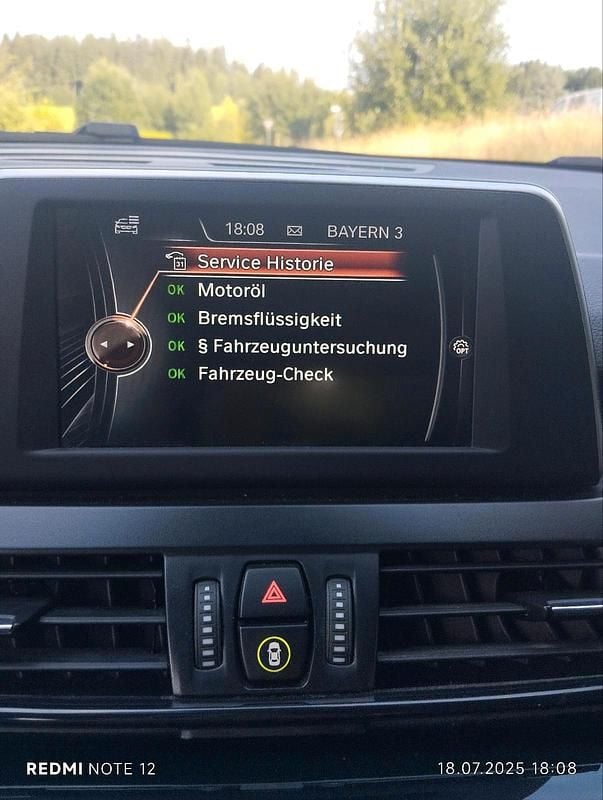 18:08 BAYERN 3
31 Service Historie
OK Motoröl
OK Bremsflüssigkeit
OK § Fahrzeuguntersuchung
OPT
OK Fahrzeug-Check
REDMI NOTE 12 18.07.2025 18:08